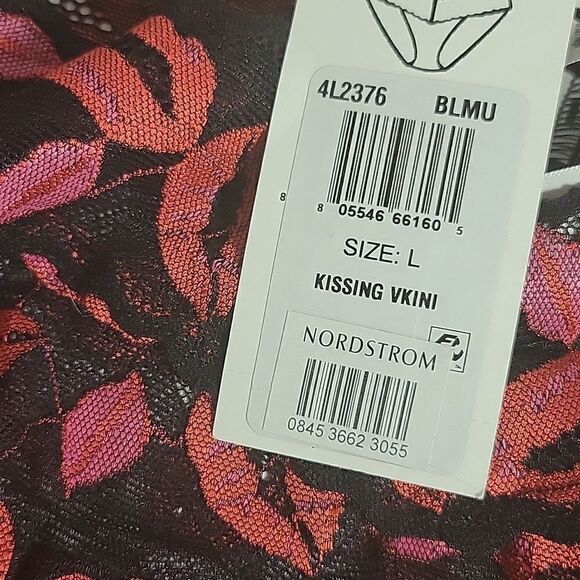 4L2376 BLMU
8 05546 66160 5
SIZE: L
KISSING VKINI
NORDSTROM
0845 3662 3055